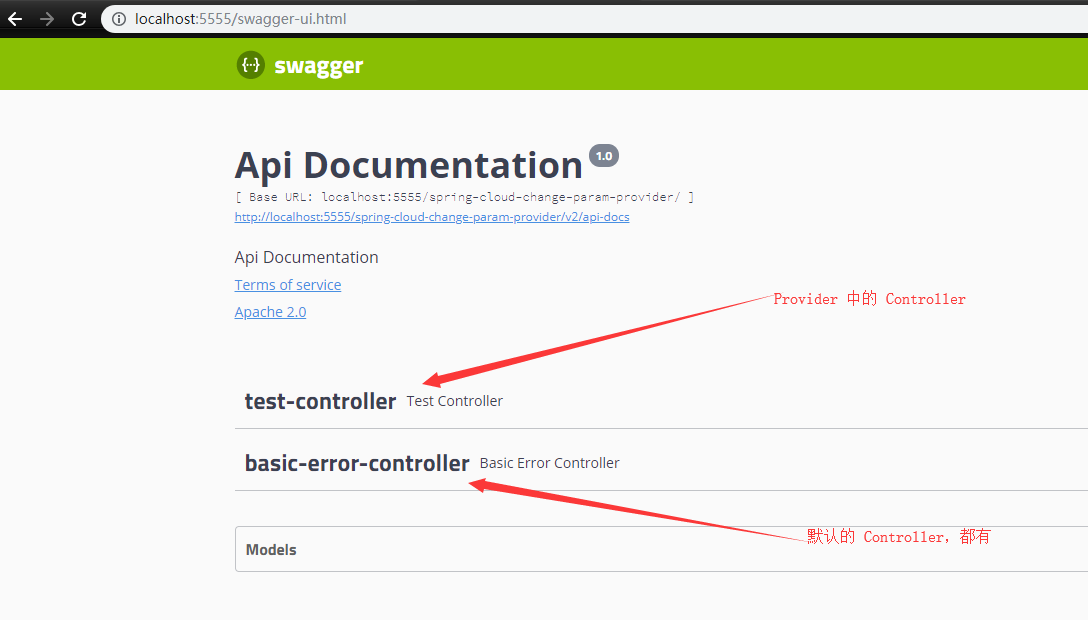 localhost:5555/swagger-ui.html
{···} swagger
Api Documentation 1.0
[ Base URL: localhost:5555/spring-cloud-change-param-provider/ ]
http://localhost:5555/spring-cloud-change-param-provider/v2/api-docs
Api Documentation
Terms of service
Provider 中的 Controller
Apache 2.0
test-controller Test Controller
basic-error-controller Basic Error Controller
默认的 Controller，都有
Models